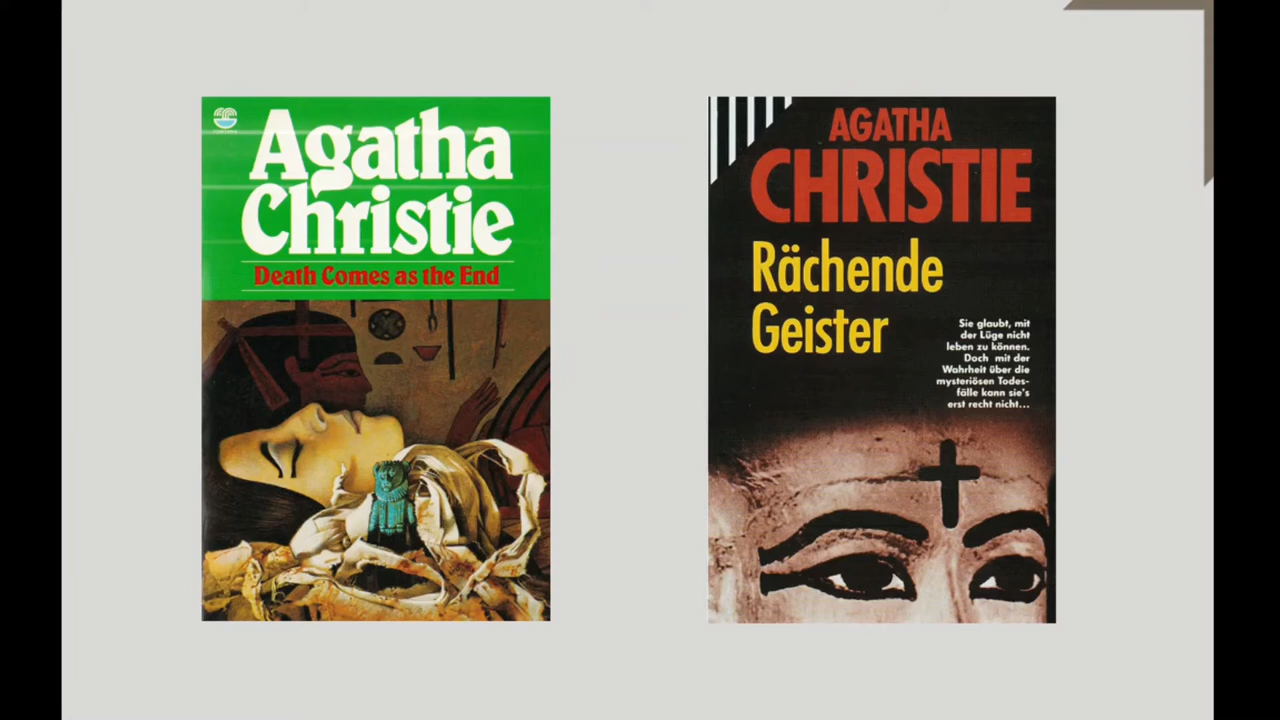 Agatha
Christie
Death Comes as the End
AGATHA
CHRISTIE
Rächende
Geister
Sie glaubt, mit
der Lüge nicht
leben zu können.
Doch mit der
Wahrheit über die
mysteriösen Todes-
fälle kann sie's
erst recht nicht...